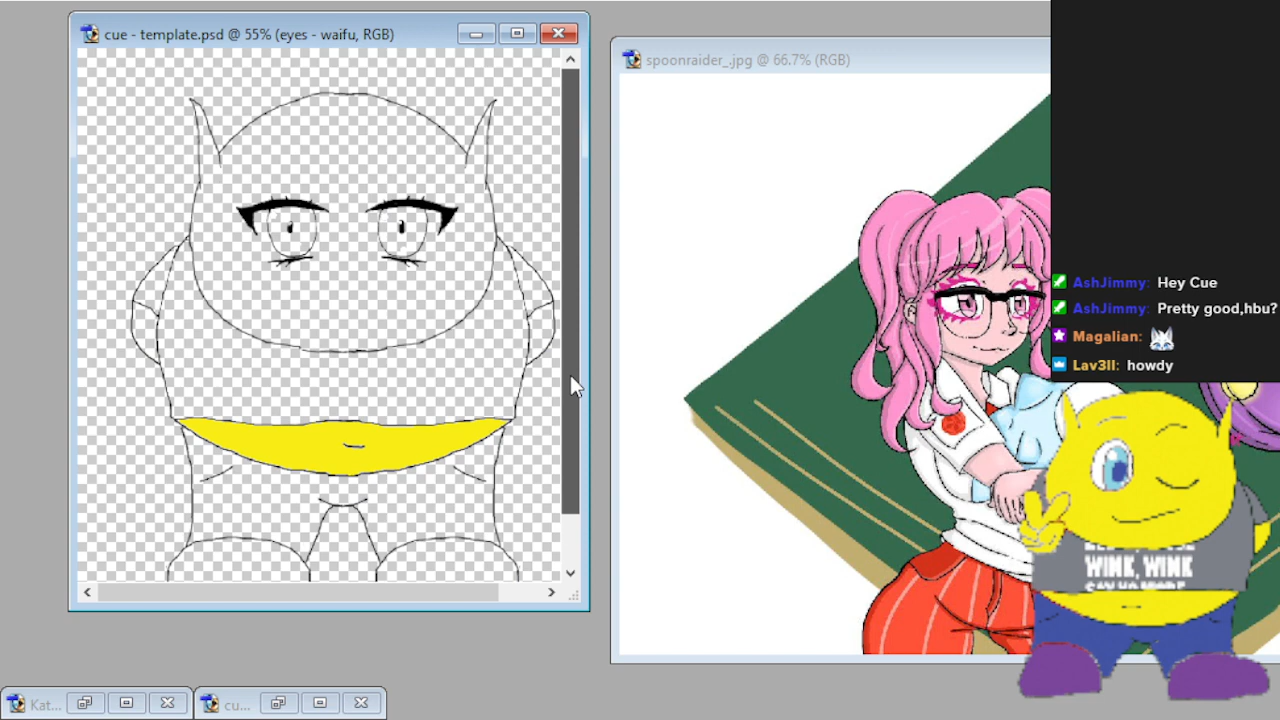 cue - template.psd @ 55% (eyes - waifu, RGB)
spoonraider_.jpg @ 66.7% (RGB)
AshJimmy: Hey Cue
AshJimmy: Pretty good,hbu?
Magalian:
Lav3ll: howdy
WINK, WINK
Kat...
cu...